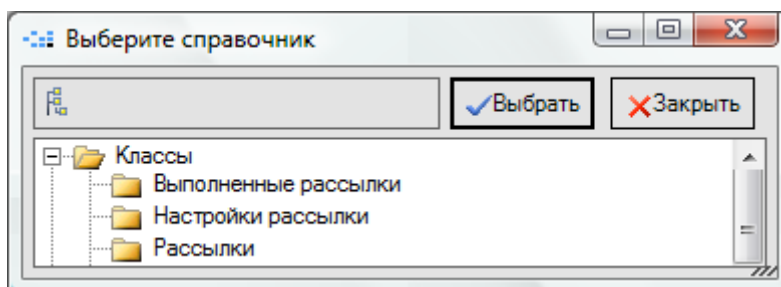 Выберите справочник
Выбрать Закрыть
Классы
Выполненные рассылки
Настройки рассылки
Рассылки